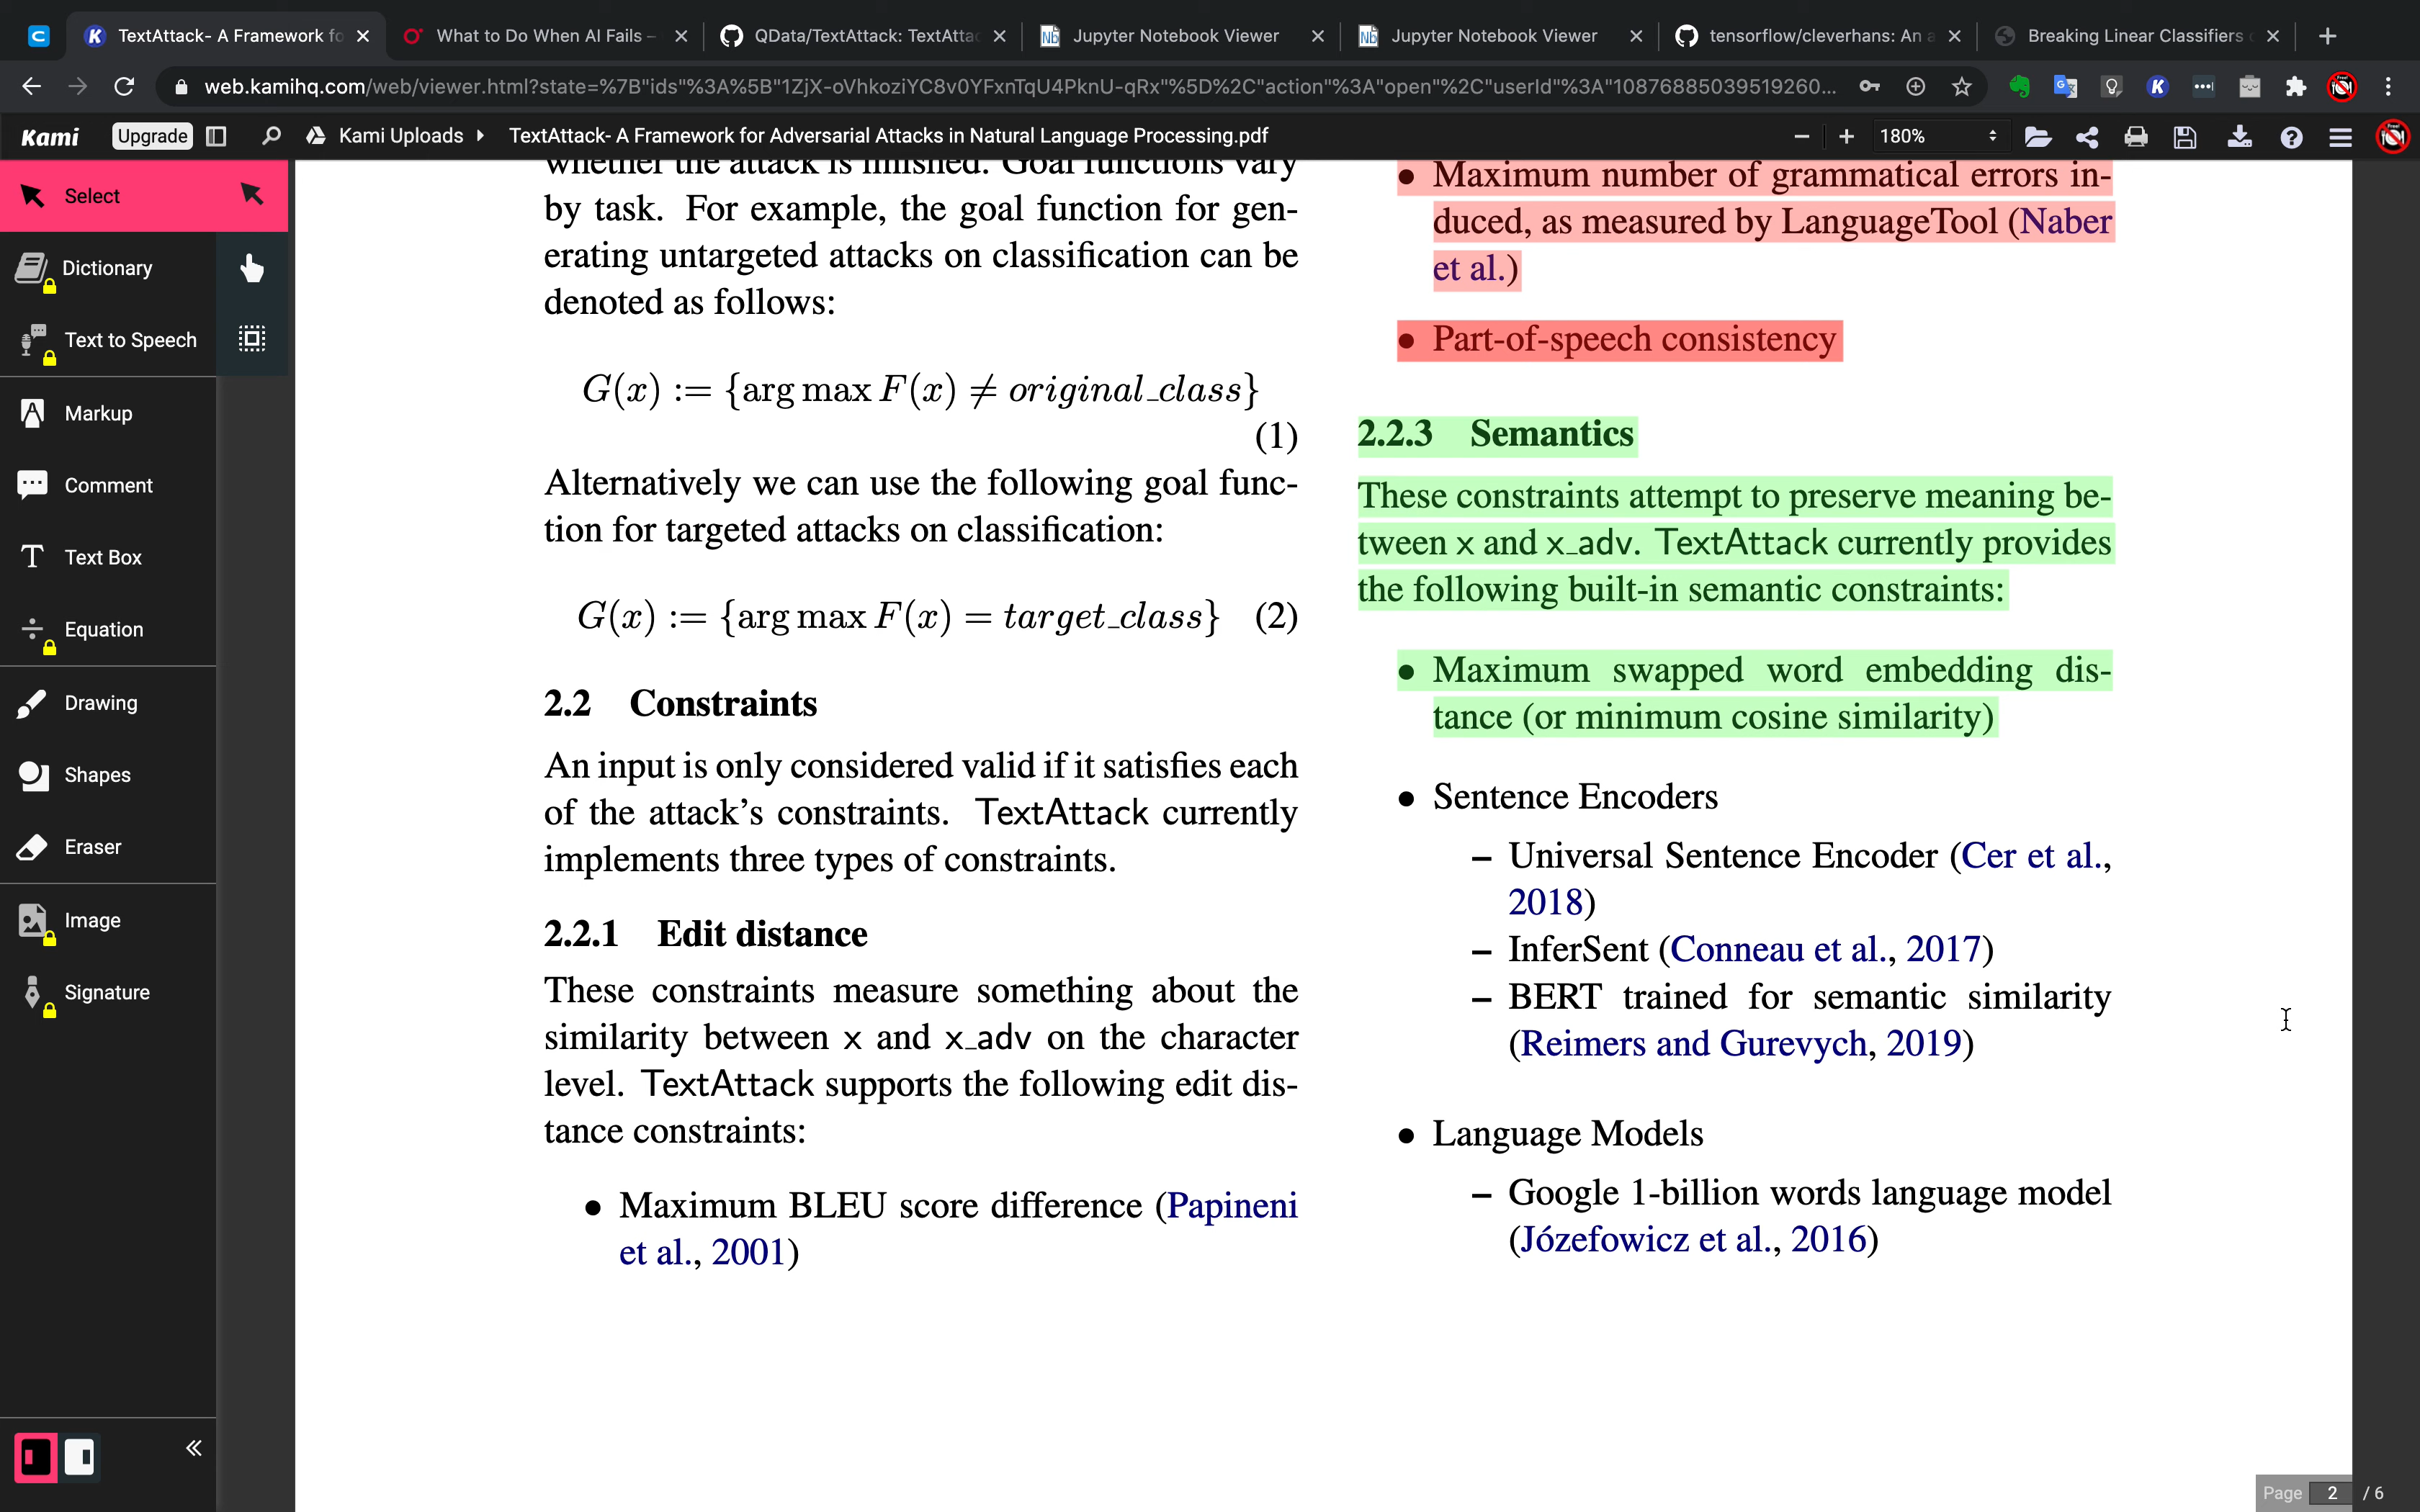 TextAttack- A Framework fo
What to Do When AI Fails –
QData/TextAttack: TextAttac
Jupyter Notebook Viewer
Jupyter Notebook Viewer
tensorflow/cleverhans: An a
Breaking Linear Classifiers
web.kamihq.com/web/viewer.html?state=%7B"ids"%3A%5B"1ZjX-oVhkoziYC8v0YFxnTqU4PknU-qRx"%5D%2C"action"%3A"open"%2C"userId"%3A"10876885039519260...
Kami
Upgrade
Kami Uploads
TextAttack- A Framework for Adversarial Attacks in Natural Language Processing.pdf
180%
Select
Dictionary
Text to Speech
Markup
Comment
Text Box
Equation
Drawing
Shapes
Eraser
Image
Signature
whether the attack is finished. Goal functions vary
by task. For example, the goal function for gen-
erating untargeted attacks on classification can be
denoted as follows:
G(x) := {arg max F(x) ≠ original_class}
(1)
Alternatively we can use the following goal func-
tion for targeted attacks on classification:
G(x) := {arg max F(x) = target_class} (2)
2.2 Constraints
An input is only considered valid if it satisfies each
of the attack's constraints. TextAttack currently
implements three types of constraints.
2.2.1 Edit distance
These constraints measure something about the
similarity between x and x_adv on the character
level. TextAttack supports the following edit dis-
tance constraints:
• Maximum BLEU score difference (Papineni
et al., 2001)
• Maximum number of grammatical errors in-
duced, as measured by LanguageTool (Naber
et al.)
• Part-of-speech consistency
2.2.3 Semantics
These constraints attempt to preserve meaning be-
tween x and x_adv. TextAttack currently provides
the following built-in semantic constraints:
• Maximum swapped word embedding dis-
tance (or minimum cosine similarity)
• Sentence Encoders
– Universal Sentence Encoder (Cer et al.,
2018)
– InferSent (Conneau et al., 2017)
– BERT trained for semantic similarity
(Reimers and Gurevych, 2019)
• Language Models
– Google 1-billion words language model
(Józefowicz et al., 2016)
Page 2 / 6